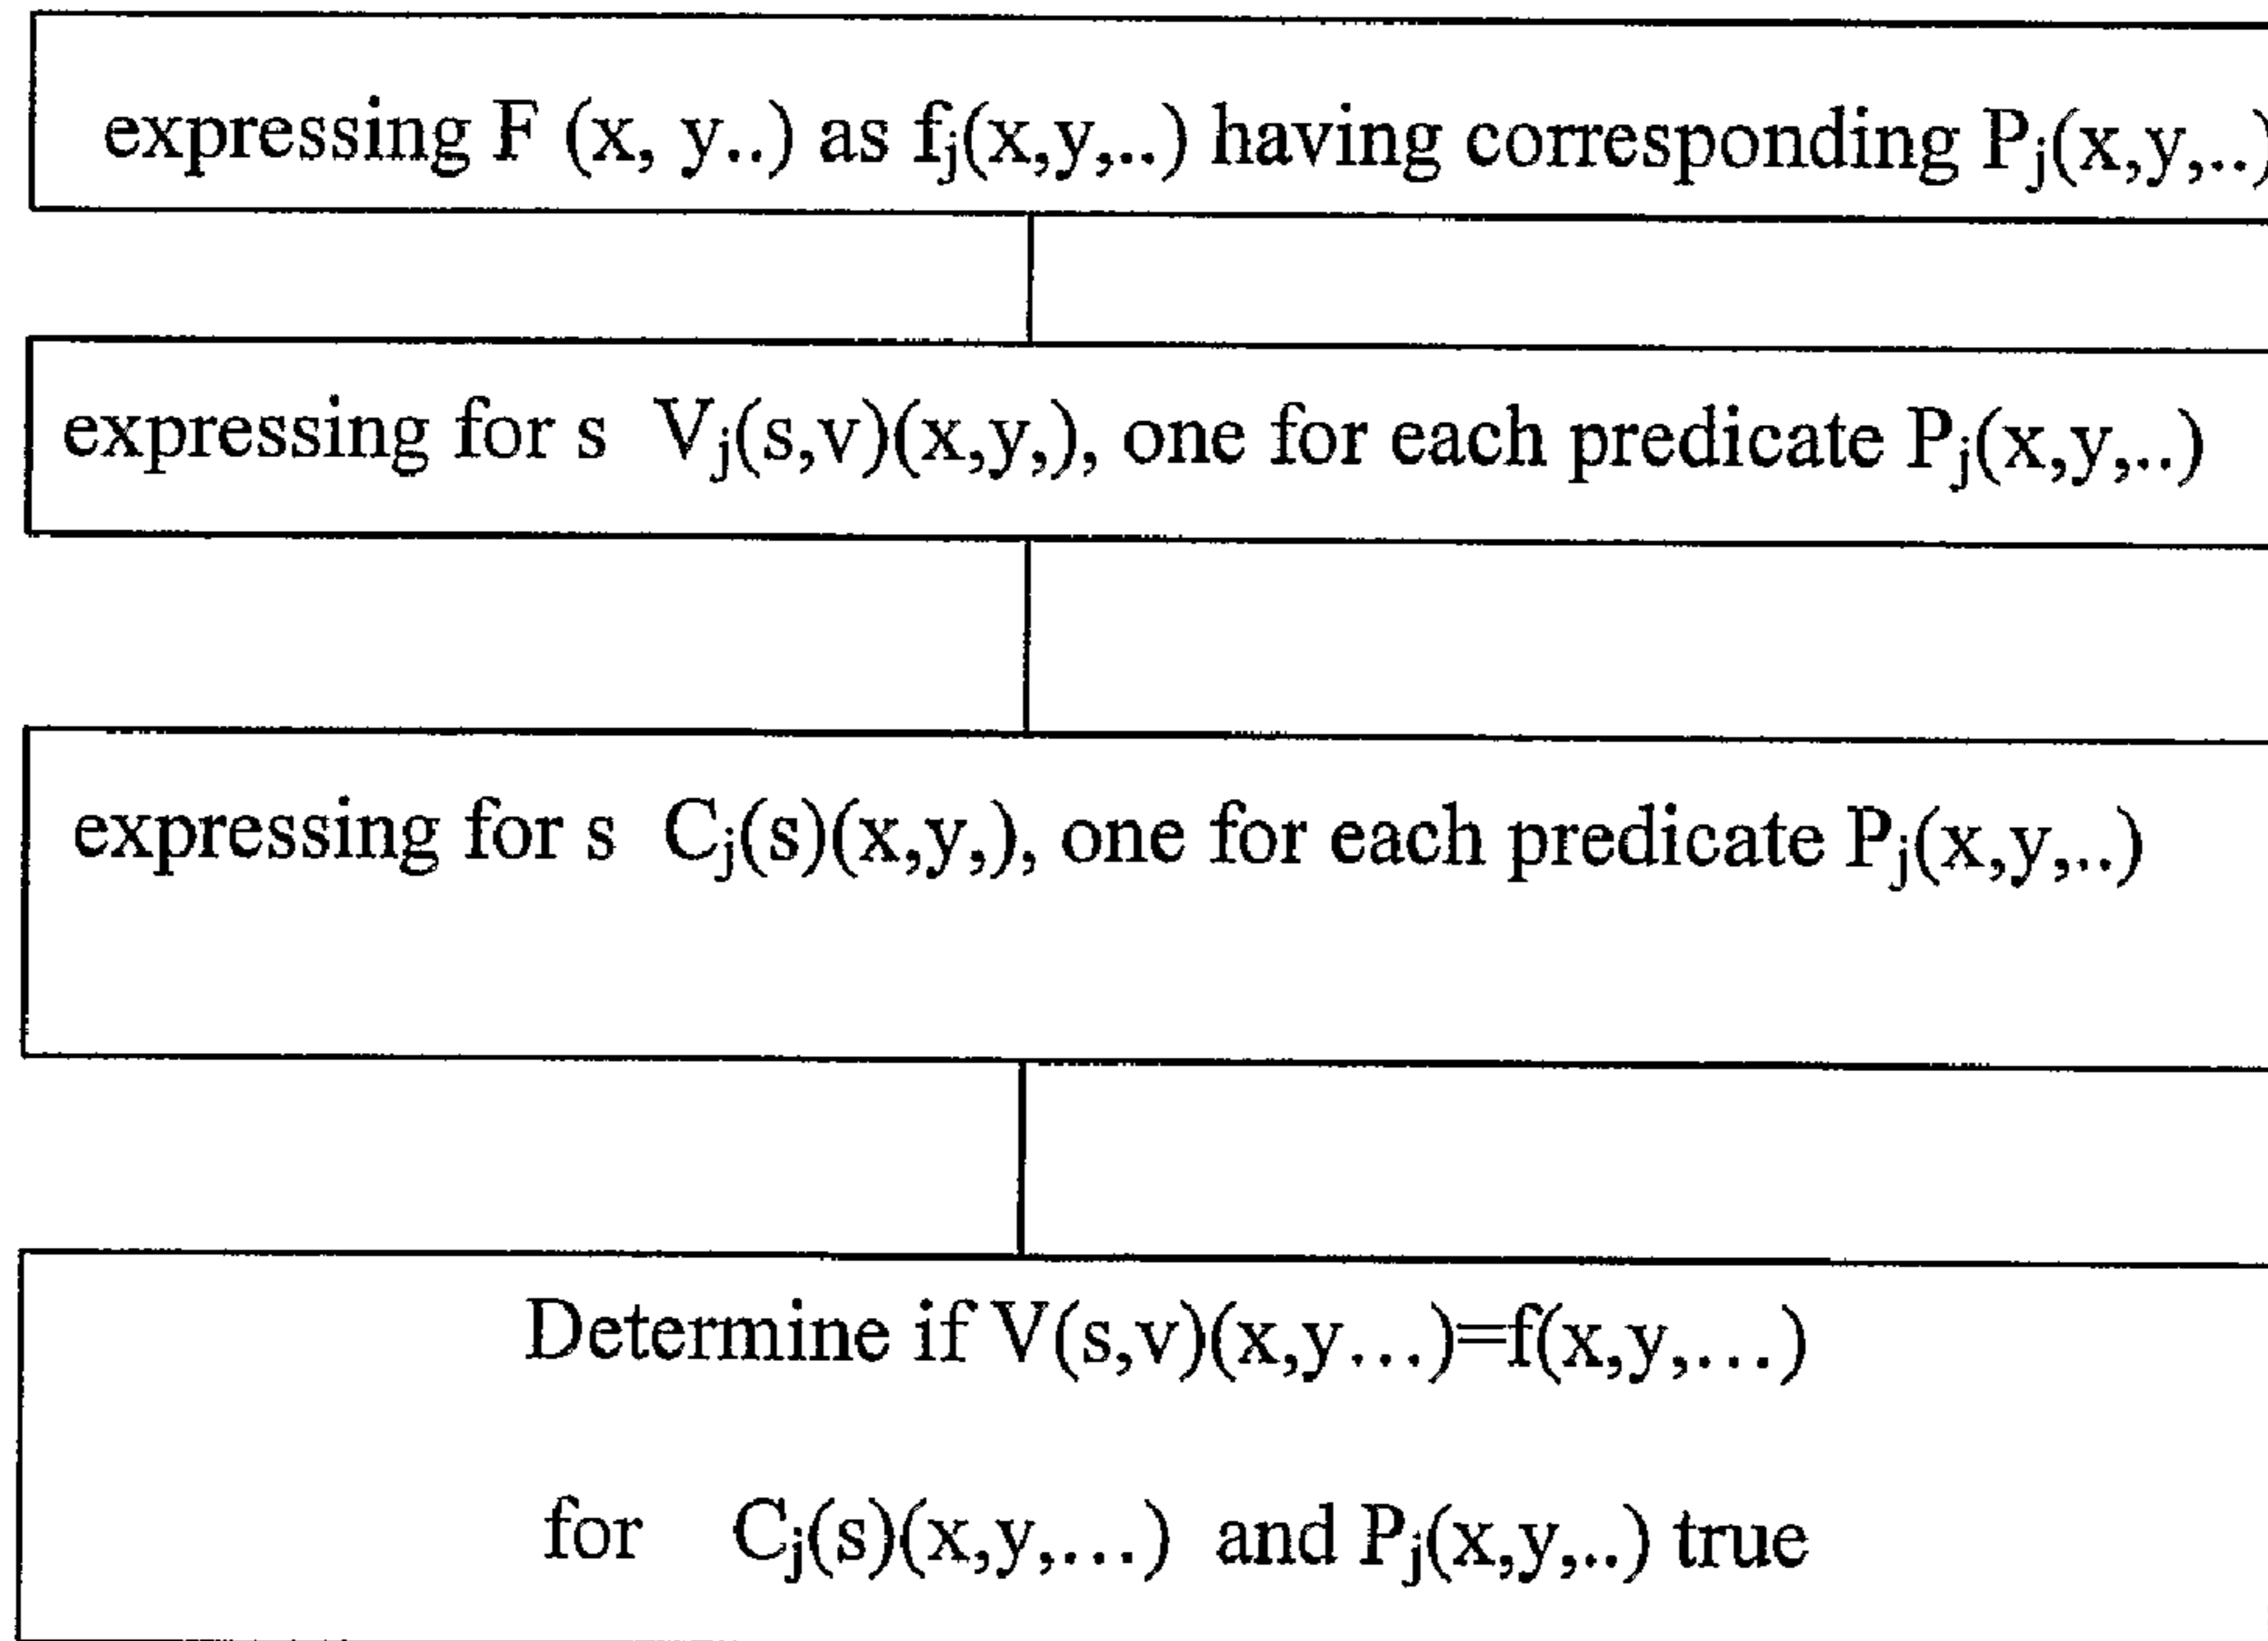 expressing F (x, y..) as fj(x,y,..) having corresponding Pj(x,y,..)
expressing for s Vj(s,v)(x,y,), one for each predicate Pj(x,y,..)
expressing for s Cj(s)(x,y,), one for each predicate Pj(x,y,..)
Determine if V(s,v)(x,y...)=f(x,y,...)
for Cj(s)(x,y,...) and Pj(x,y,..) true